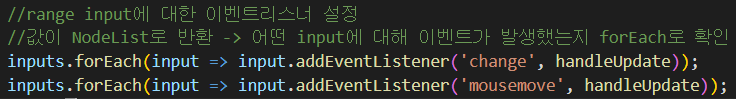 //range input에 대한 이벤트리스너 설정
//값이 NodeList로 반환 -> 어떤 input에 대해 이벤트가 발생했는지 forEach로 확인
inputs.forEach(input => input.addEventListener('change', handleUpdate));
inputs.forEach(input => input.addEventListener('mousemove', handleUpdate));